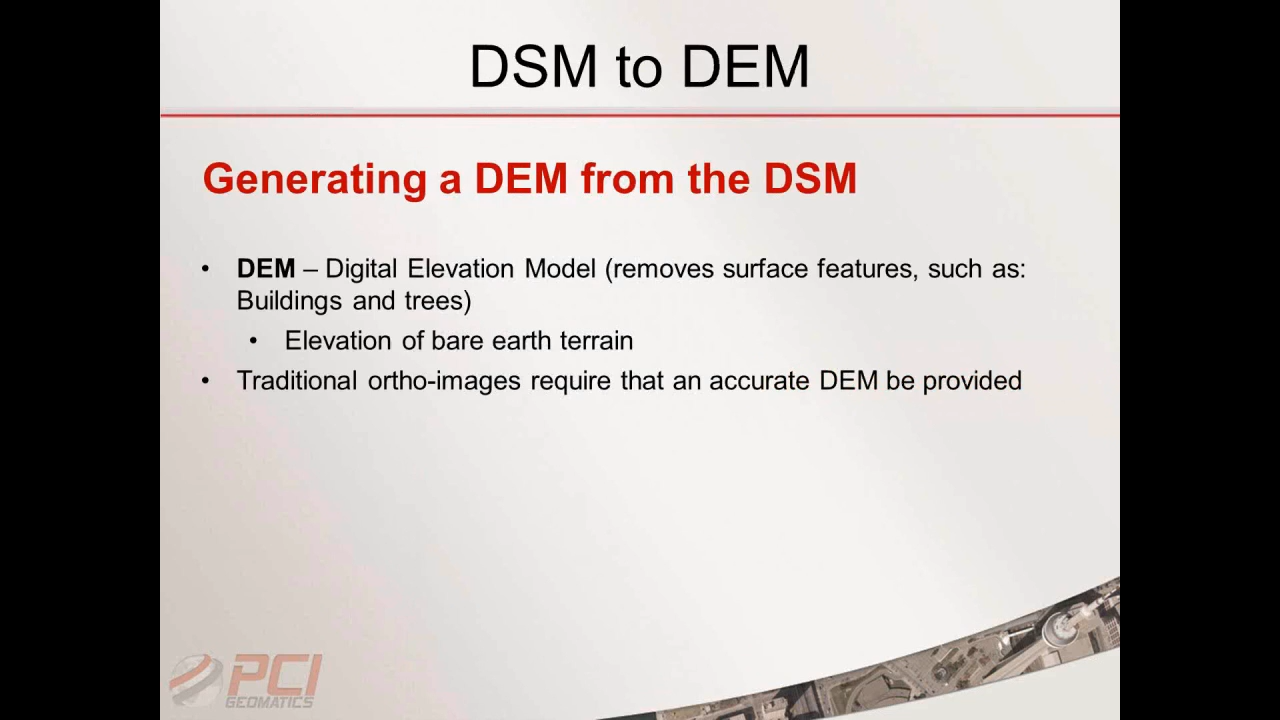 DSM to DEM
Generating a DEM from the DSM
• DEM – Digital Elevation Model (removes surface features, such as:
Buildings and trees)
• Elevation of bare earth terrain
• Traditional ortho-images require that an accurate DEM be provided
PCI
GEOMATICS